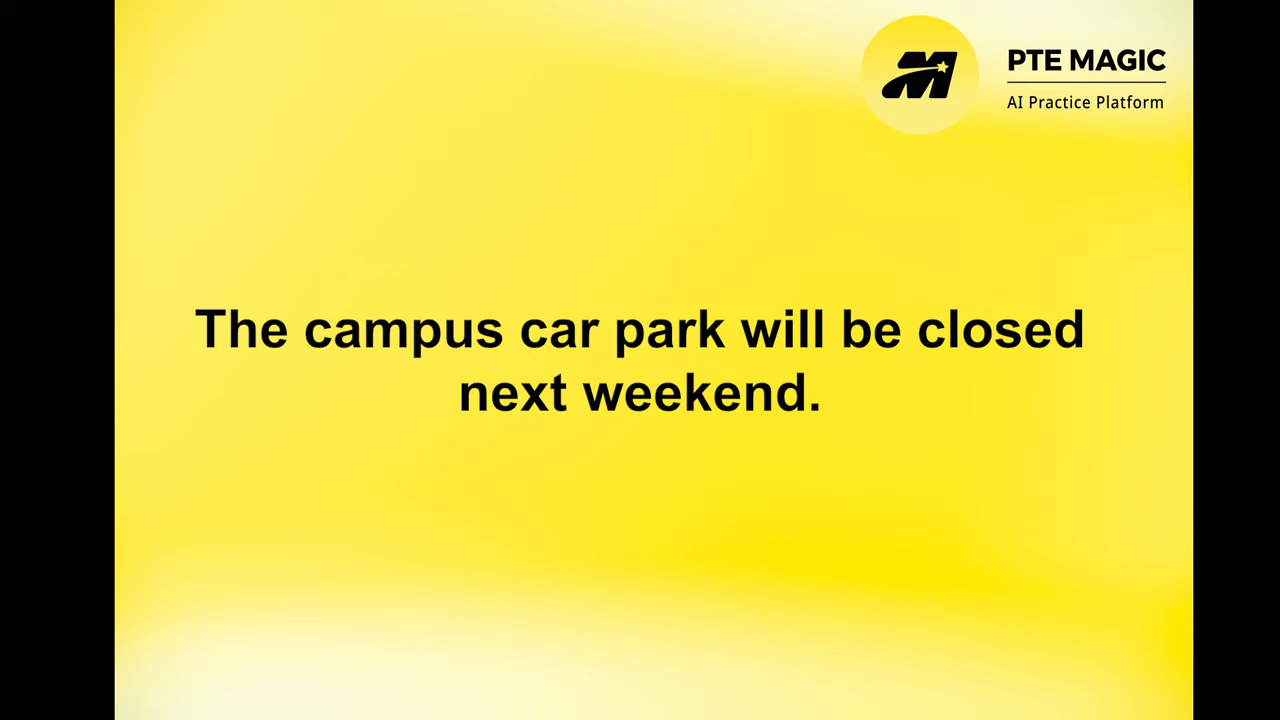 PTE MAGIC
AI Practice Platform
The campus car park will be closed
next weekend.